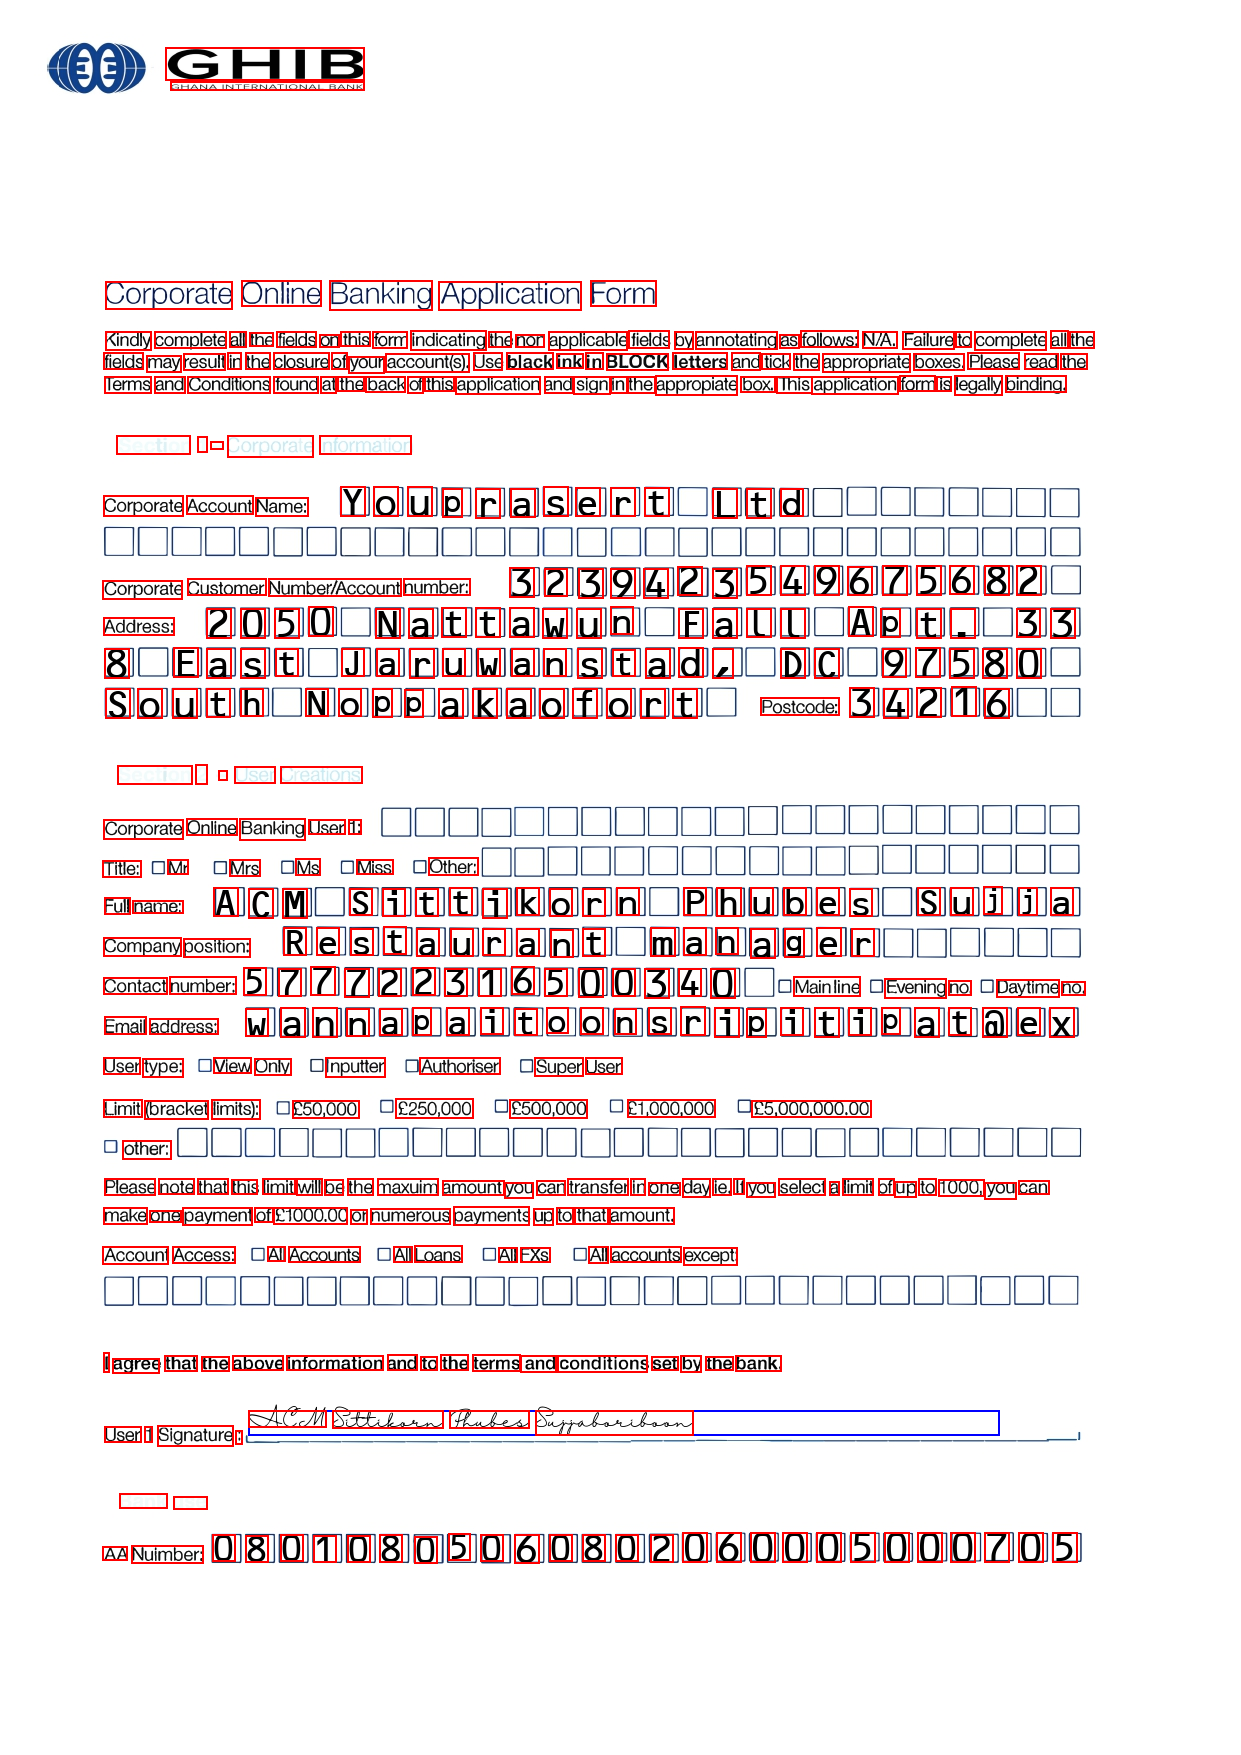 GHIB
GHANA INTERNATIONAL BANK
Corporate Online Banking Application Form
Kindly complete all the fields on this form indicating the non applicable fields by annotating as follows: N/A. Failure to complete all the
fields may result in the closure of your account(s). Use black ink in BLOCK letters and tick the appropriate boxes. Please read the
Terms and Conditions found at the back of this application and sign in the appropiate box. This application form is legally binding.
Section - Corporate Information
Corporate Account Name: Youprasert Ltd
Corporate Customer Number/Account number: 3239423549675682
Address: 2050 Nattawun Fall Apt. 33
8 East Jaruwanstad, DC 97580
South Noppakaofort Postcode: 34216
Section - User Creations
Corporate Online Banking User 1:
Title: Mr Mrs Ms Miss Other:
Full name: ACM Sittikorn Phubes Sujja
Company position: Restaurant manager
Contact number: 577722316500340 Main line Evening no Daytime no.
Email address: wannapaitoonsripitipat@ex
User type: View Only Inputter Authoriser Super User
Limit (bracket limits): £50,000 £250,000 £500,000 £1,000,000 £5,000,000.00
other:
Please note that this limit will be the maxuim amount you can transfer in one day ie. If you select a limit of up to 1000, you can
make one payment of £1000.00 or numerous payments up to that amount.
Account Access: All Accounts All Loans All FXs All accounts except
I agree that the above information and to the terms and conditions set by the bank.
User 1 Signature: ACM Sittikorn Phubes Sujjaboriboon
AA Nuimber: 08010805060802060005000705